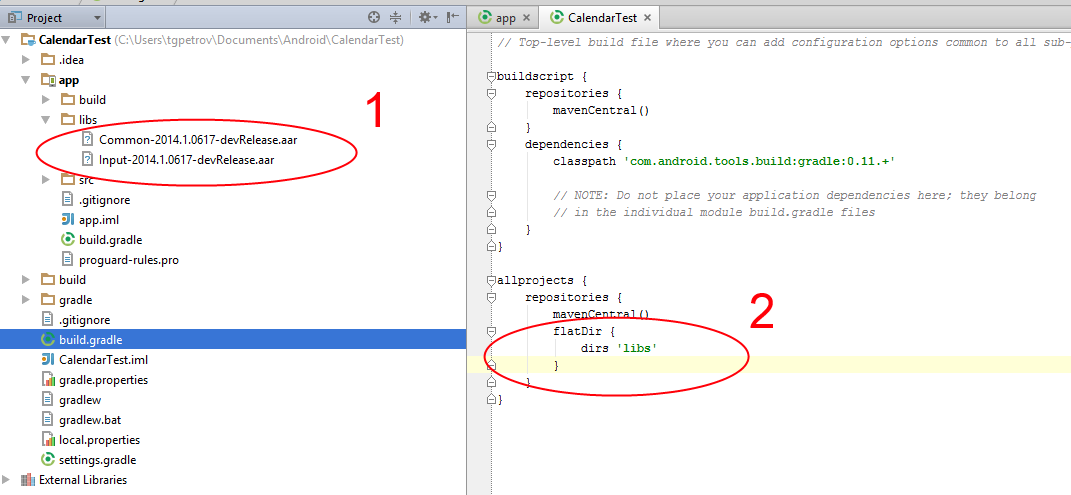 Project
CalendarTest (C:\Users\tgpetrov\Documents\Android\CalendarTest)
.idea
app
build
libs
Common-2014.1.0617-devRelease.aar
Input-2014.1.0617-devRelease.aar
src
.gitignore
app.iml
build.gradle
proguard-rules.pro
build
gradle
.gitignore
build.gradle
CalendarTest.iml
gradle.properties
gradlew
gradlew.bat
local.properties
settings.gradle
External Libraries
1
app
CalendarTest
// Top-level build file where you can add configuration options common to all sub-
buildscript {
repositories {
mavenCentral()
}
dependencies {
classpath 'com.android.tools.build:gradle:0.11.+'
// NOTE: Do not place your application dependencies here; they belong
// in the individual module build.gradle files
}
}
allprojects {
repositories {
mavenCentral()
flatDir {
dirs 'libs'
}
}
}
2